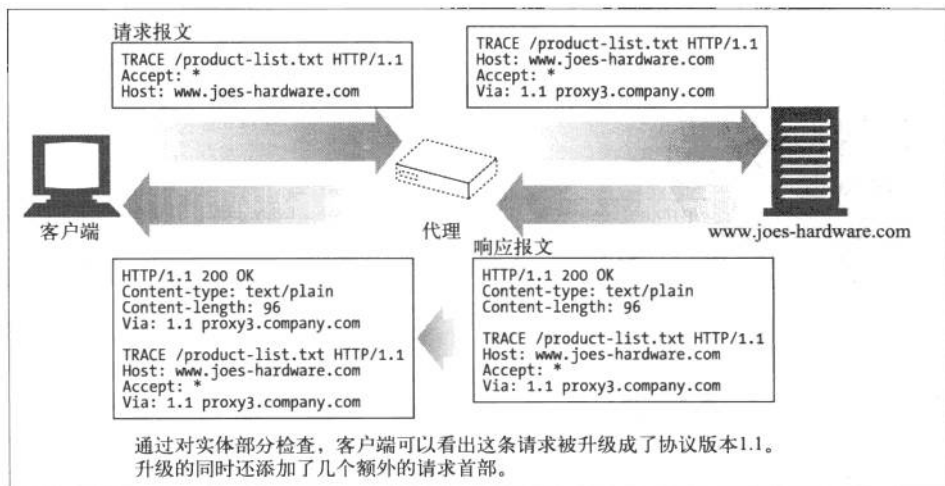 请求报文
TRACE /product-list.txt HTTP/1.1
Accept: *
Host: www.joes-hardware.com
TRACE /product-list.txt HTTP/1.1
Host: www.joes-hardware.com
Accept: *
Via: 1.1 proxy3.company.com
客户端
代理
www.joes-hardware.com
响应报文
HTTP/1.1 200 OK
Content-type: text/plain
Content-length: 96
Via: 1.1 proxy3.company.com
TRACE /product-list.txt HTTP/1.1
Host: www.joes-hardware.com
Accept: *
Via: 1.1 proxy3.company.com
HTTP/1.1 200 OK
Content-type: text/plain
Content-length: 96
TRACE /product-list.txt HTTP/1.1
Host: www.joes-hardware.com
Accept: *
Via: 1.1 proxy3.company.com
通过对实体部分检查，客户端可以看出这条请求被升级成了协议版本1.1。
升级的同时还添加了几个额外的请求首部。